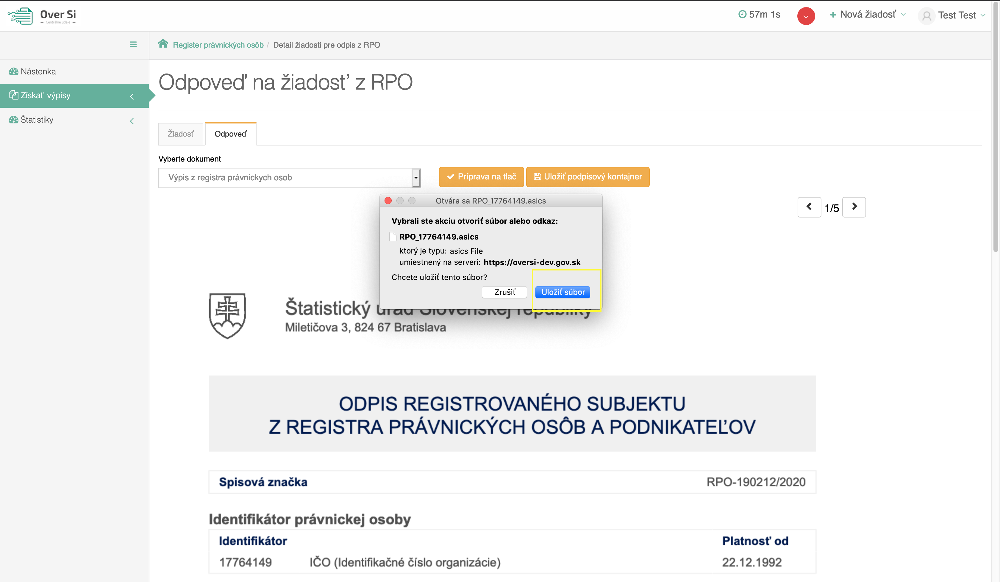 Over Si
– Centrálne údaje –
57m 1s
Nová žiadosť
Test Test
Register právnických osôb / Detail žiadosti pre odpis z RPO
Nástenka
Získať výpisy
Štatistiky
Odpoveď na žiadosť z RPO
Žiadosť
Odpoveď
Vyberte dokument
Výpis z registra právnickych osob
Príprava na tlač
Uložiť podpisový kontajner
1/5
Otvára sa RPO_17764149.asics
Vybrali ste akciu otvoriť súbor alebo odkaz:
RPO_17764149.asics
ktorý je typu: asics File
umiestnený na serveri: https://oversi-dev.gov.sk
Chcete uložiť tento súbor?
Zrušiť
Uložiť súbor
Štatistický úrad Slovenskej republiky
Miletičova 3, 824 67 Bratislava
ODPIS REGISTROVANÉHO SUBJEKTU
Z REGISTRA PRÁVNICKÝCH OSÔB A PODNIKATEĽOV
Spisová značka RPO-190212/2020
Identifikátor právnickej osoby
Identifikátor Platnosť od
17764149 IČO (Identifikačné číslo organizácie) 22.12.1992